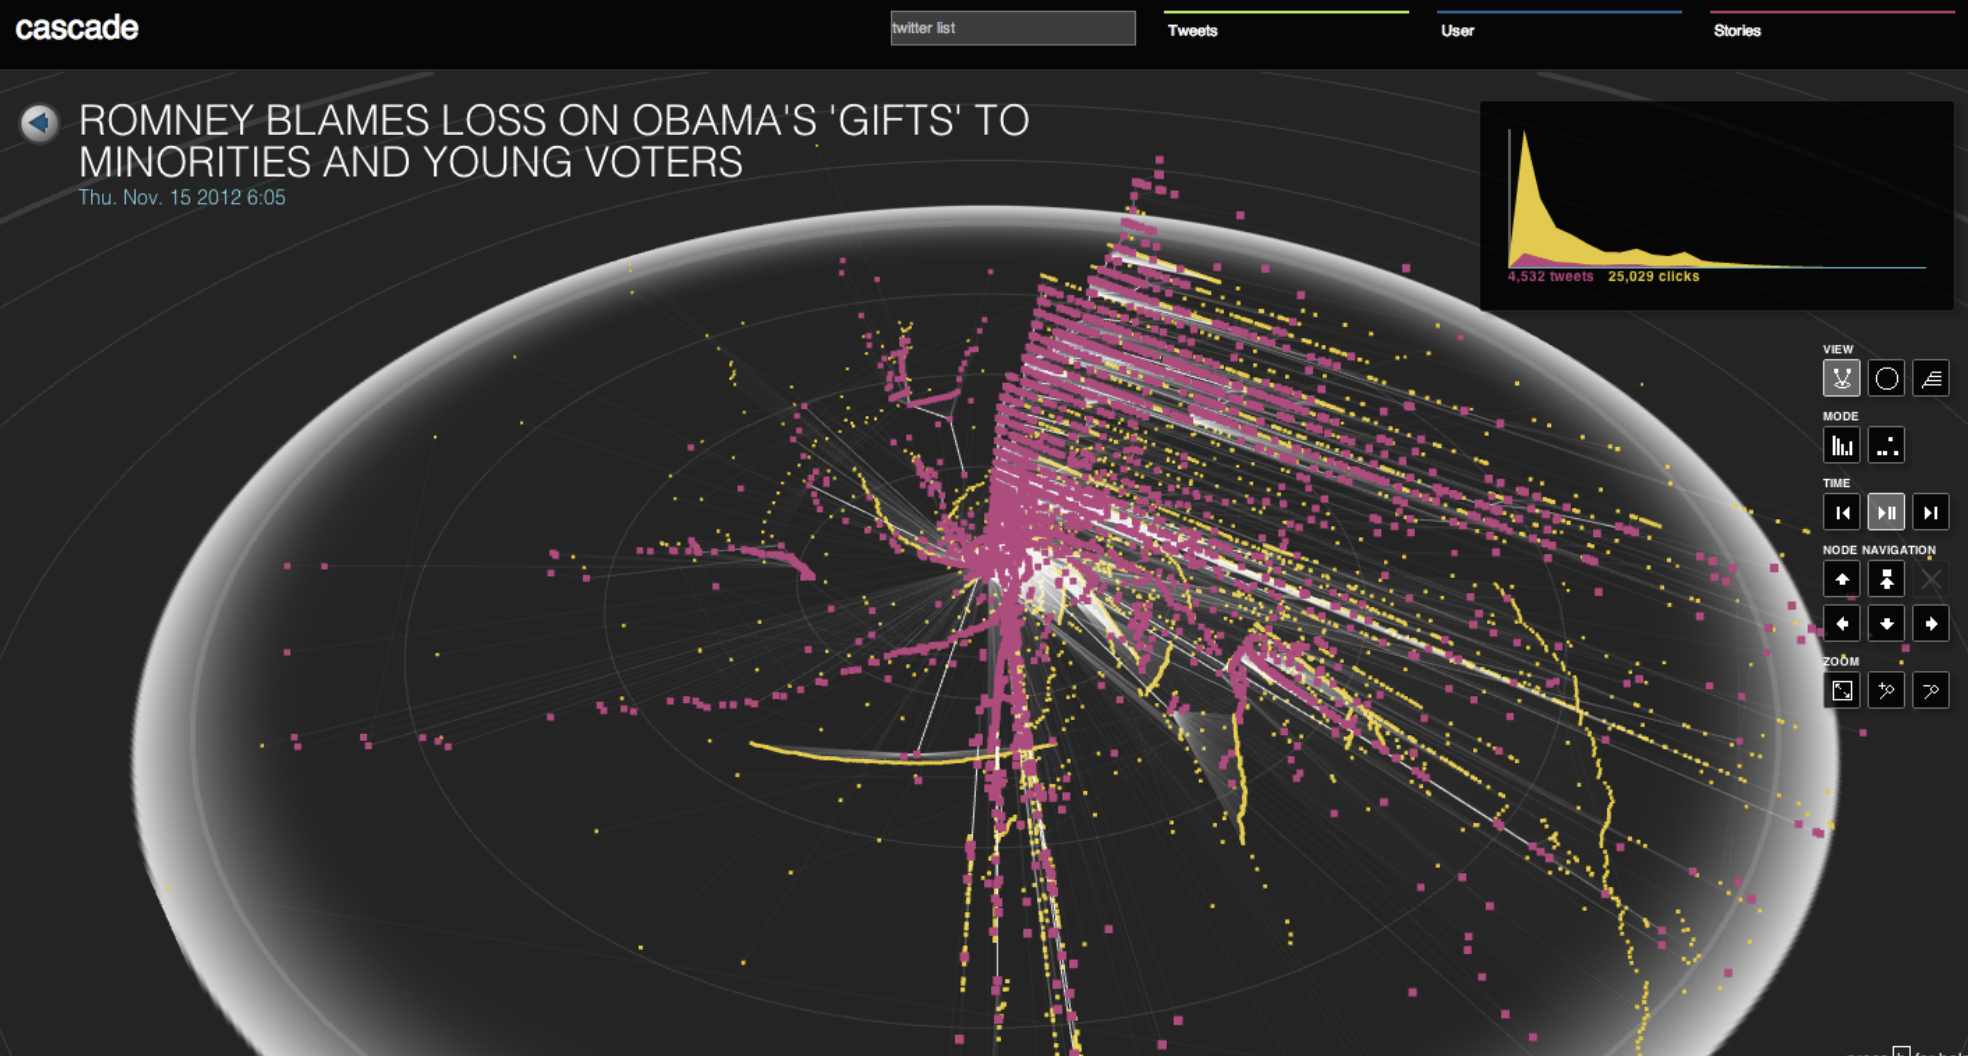 cascade
twitter list
Tweets
User
Stories
ROMNEY BLAMES LOSS ON OBAMA'S 'GIFTS' TO
MINORITIES AND YOUNG VOTERS
Thu. Nov. 15 2012 6:05
4,532 tweets 25,029 clicks
VIEW
MODE
TIME
NODE NAVIGATION
ZOOM